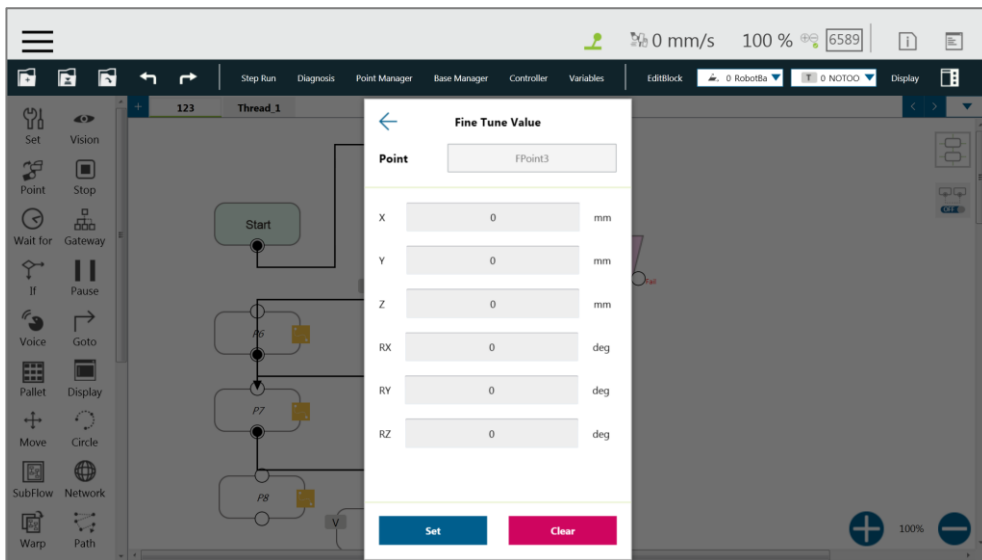 0 mm/s 100 % 6589
Step Run Diagnosis Point Manager Base Manager Controller Variables EditBlock 0 RobotBa T 0 NOTOO Display
123 Thread_1
Set Vision
Point Stop
Wait for Gateway
If Pause
Voice Goto
Pallet Display
Move Circle
SubFlow Network
Warp Path
Start
P6
P7
P8
V
Fail
OFF
Fine Tune Value
Point FPoint3
X 0 mm
Y 0 mm
Z 0 mm
RX 0 deg
RY 0 deg
RZ 0 deg
Set Clear
100%